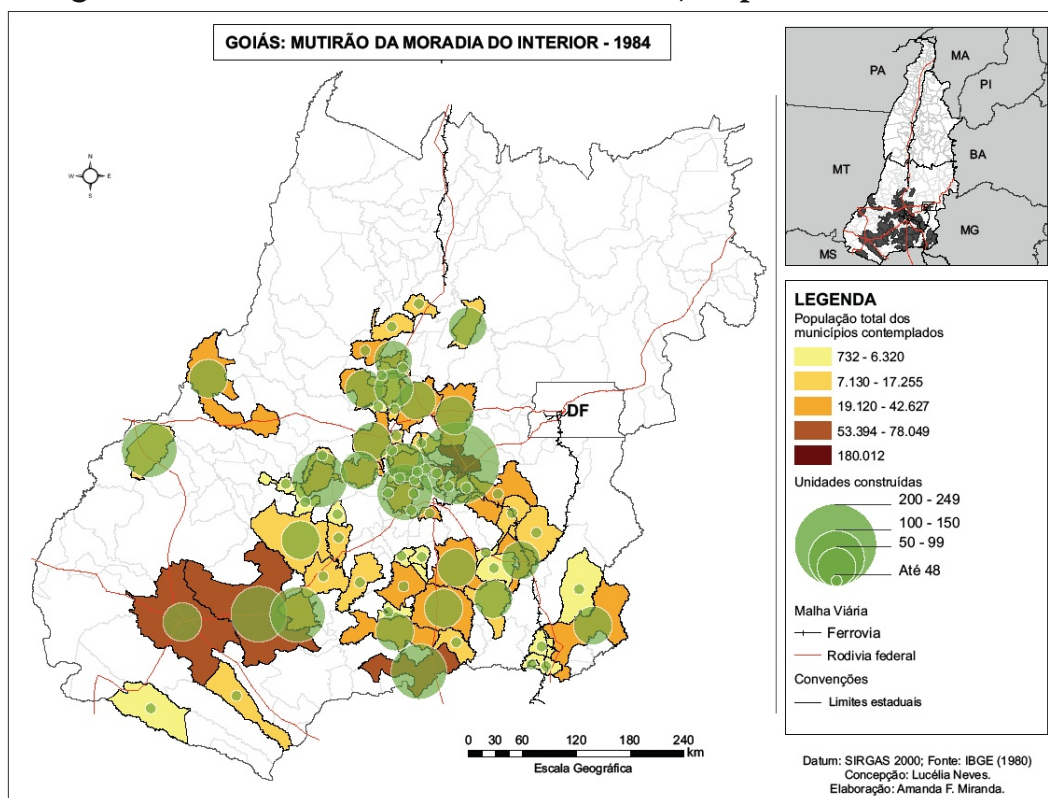 GOIÁS: MUTIRÃO DA MORADIA DO INTERIOR - 1984
N
W
E
S
DF
0 30 60 120 180 240
km
Escala Geográfica
PA
MA
PI
MT
BA
DF
MG
MS
LEGENDA
População total dos
municípios contemplados
732 - 6.320
7.130 - 17.255
19.120 - 42.627
53.394 - 78.049
180.012
Unidades construídas
200 - 249
100 - 150
50 - 99
Até 48
Malha Viária
Ferrovia
Rodivia federal
Convenções
Limites estaduais
Datum: SIRGAS 2000; Fonte: IBGE (1980)
Concepção: Lucélia Neves.
Elaboração: Amanda F. Miranda.